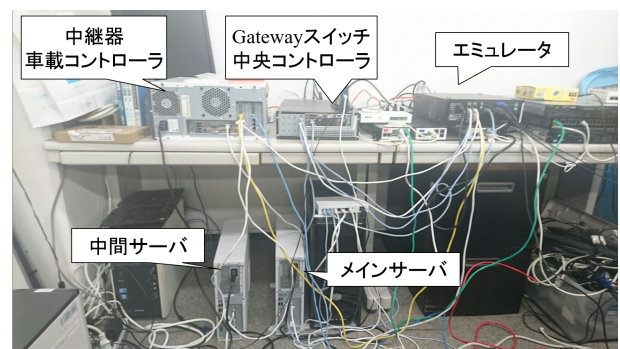 中継器
車載コントローラ
Gatewayスイッチ
中央コントローラ
エミュレータ
中間サーバ
メインサーバ